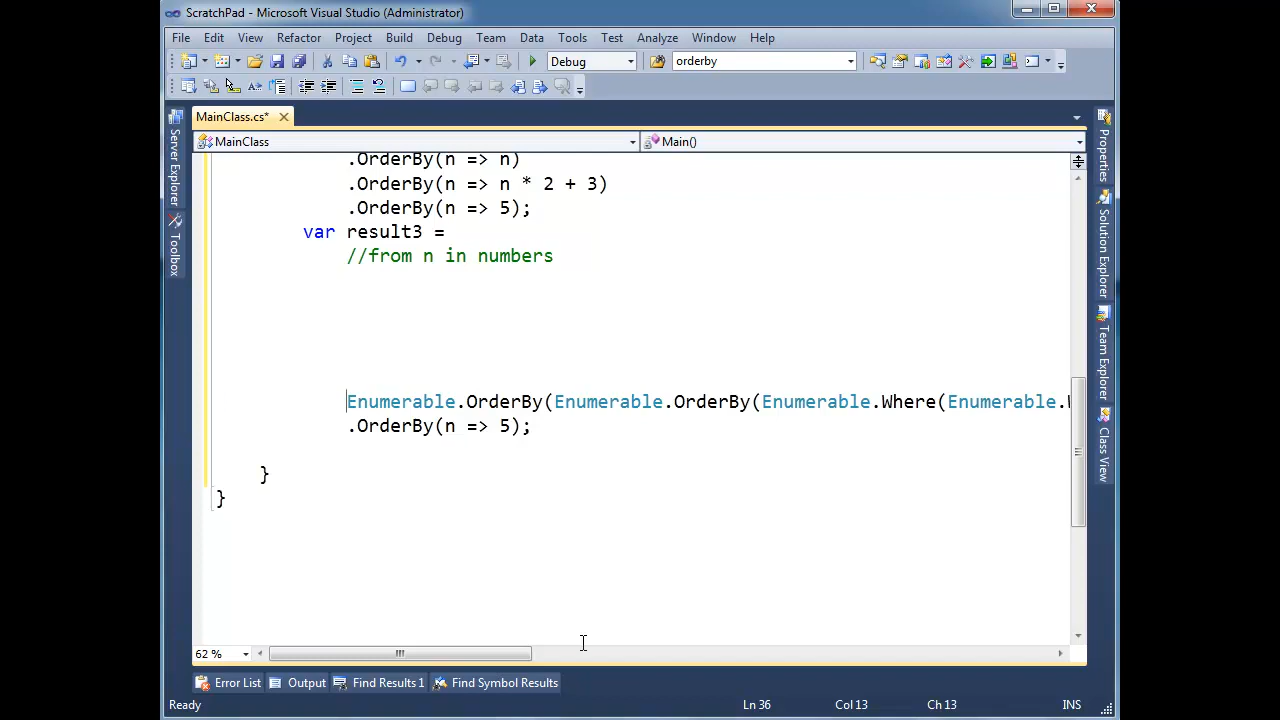 ScratchPad - Microsoft Visual Studio (Administrator)
File Edit View Refactor Project Build Debug Team Data Tools Test Analyze Window Help
Debug orderby
MainClass.cs*
MainClass Main()
Server Explorer
Toolbox
.OrderBy(n => n)
.OrderBy(n => n * 2 + 3)
.OrderBy(n => 5);
var result3 =
//from n in numbers
Enumerable.OrderBy(Enumerable.OrderBy(Enumerable.Where(Enumerable.
.OrderBy(n => 5);
}
}
Properties
Solution Explorer
Team Explorer
Class View
62 %
Error List Output Find Results 1 Find Symbol Results
Ready Ln 36 Col 13 Ch 13 INS